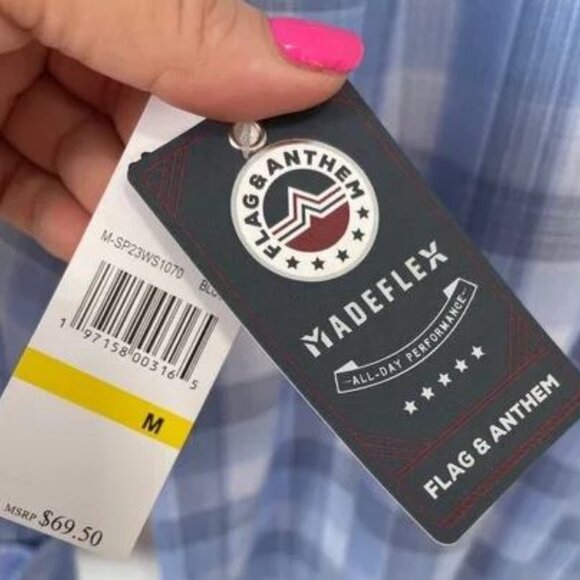 M-SP23WS1070
1 97158 00316 5
M
MSRP $69.50
FLAG & ANTHEM
MADEFLEX
-ALL-DAY PERFORMANCE-
FLAG & ANTHEM